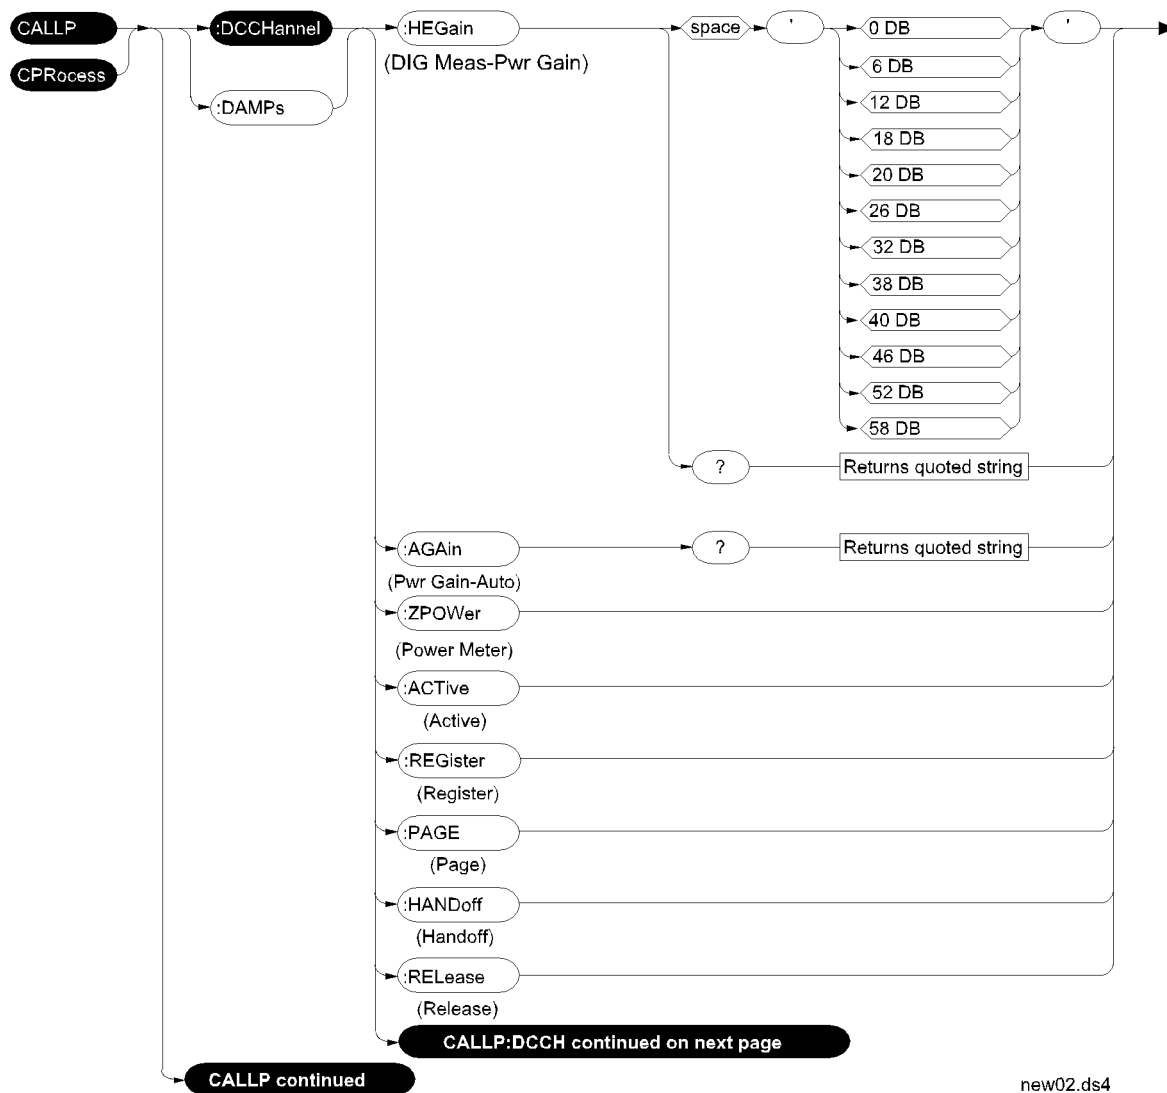 CALLP :DCCHannel :HEGain space ' 0 DB '
CPRocess (DIG Meas-Pwr Gain) 6 DB
:DAMPs 12 DB
18 DB
20 DB
26 DB
32 DB
38 DB
40 DB
46 DB
52 DB
58 DB
? Returns quoted string
:AGAin ? Returns quoted string
(Pwr Gain-Auto)
:ZPOWer
(Power Meter)
:ACTive
(Active)
:REGister
(Register)
:PAGE
(Page)
:HANDoff
(Handoff)
:RELease
(Release)
CALLP:DCCH continued on next page
CALLP continued
new02.ds4